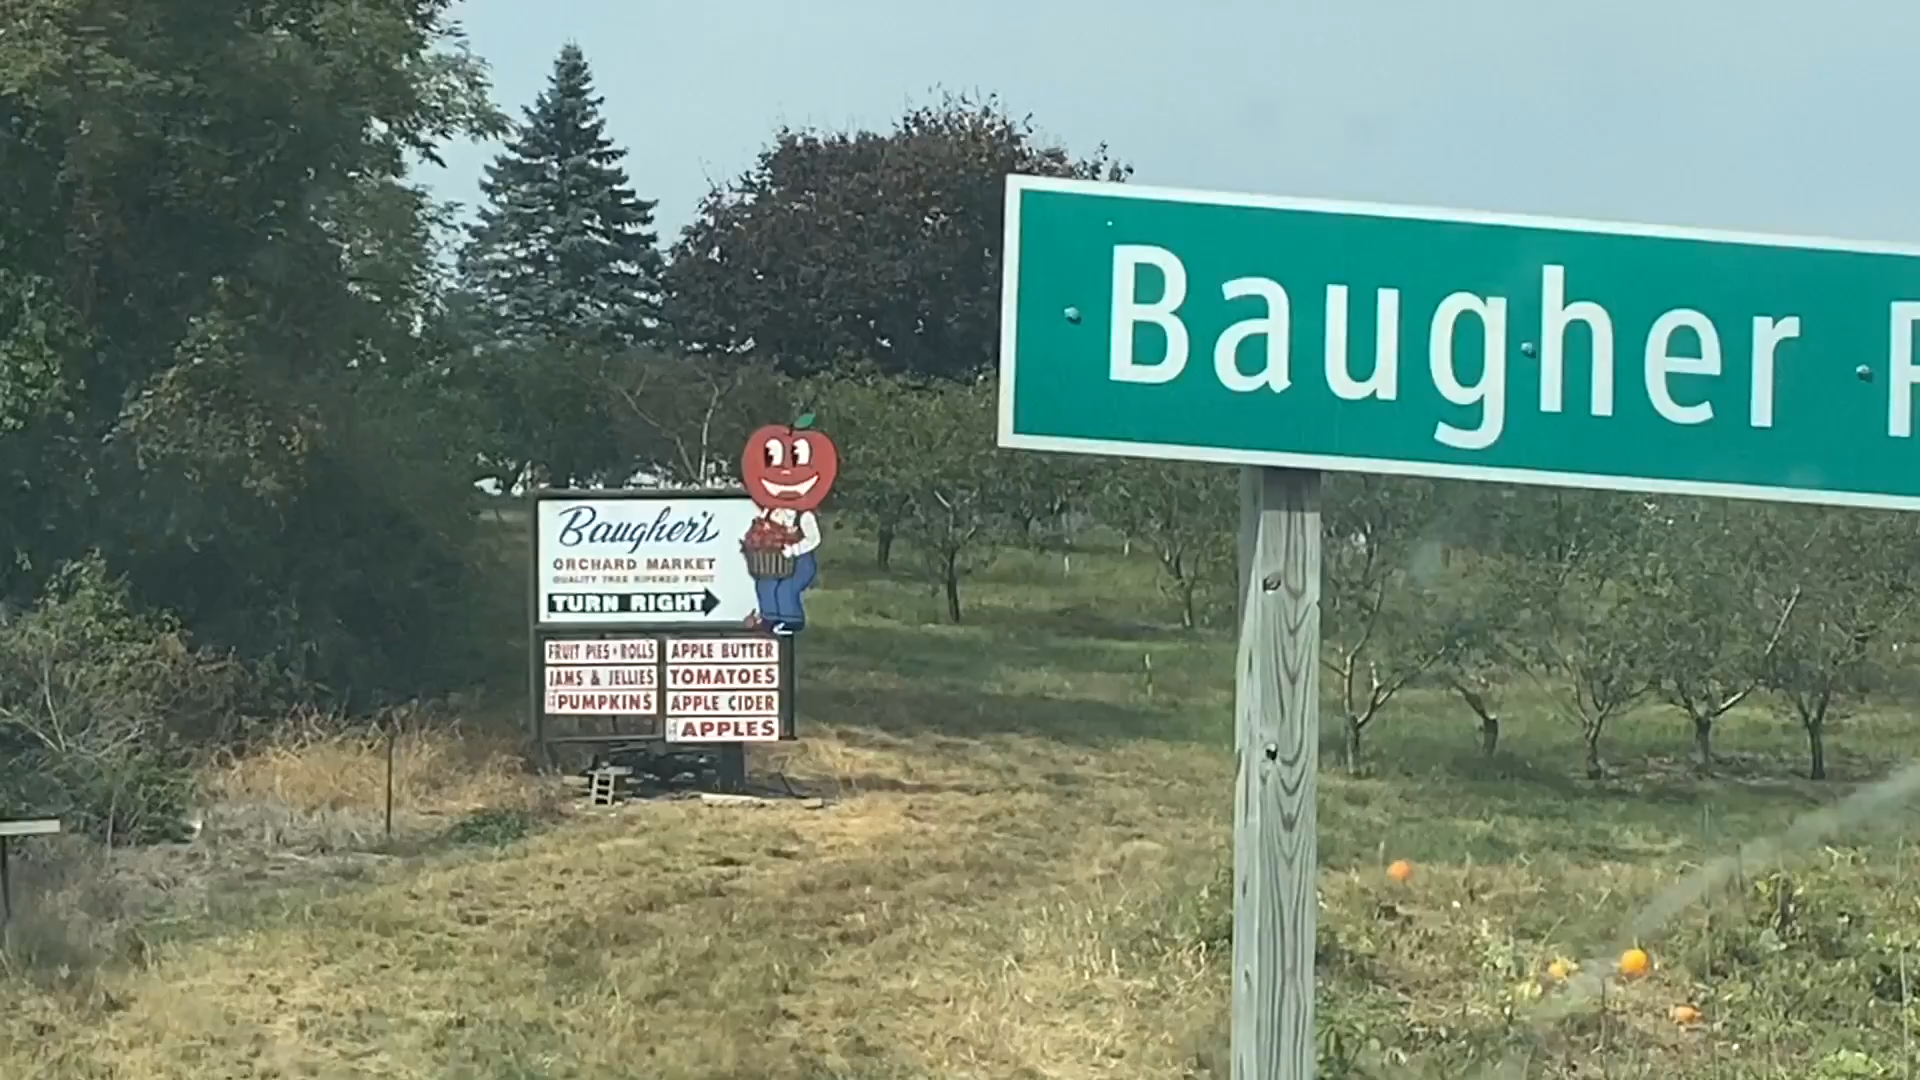 Baugher
Baugher's
ORCHARD MARKET
QUALITY TREE RIPENED FRUIT
TURN RIGHT
FRUIT PIES & ROLLS
JAMS & JELLIES
PUMPKINS
APPLE BUTTER
TOMATOES
APPLE CIDER
APPLES